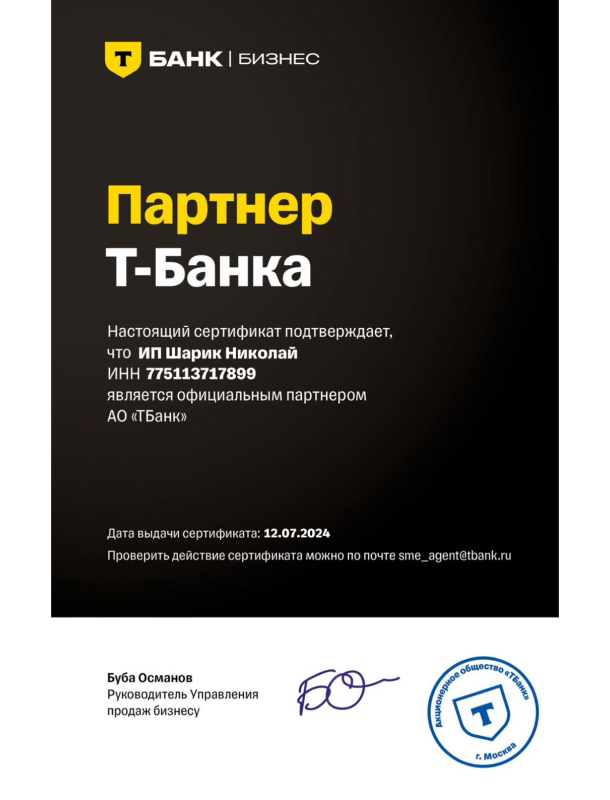 Т БАНК | БИЗНЕС
Партнер
Т-Банка
Настоящий сертификат подтверждает,
что ИП Шарик Николай
ИНН 775113717899
является официальным партнером
АО «ТБанк»
Дата выдачи сертификата: 12.07.2024
Проверить действие сертификата можно по почте sme_agent@tbank.ru
Буба Османов
Руководитель Управления
продаж бизнесу
Акционерное общество «ТБанк»
Т
г. Москва